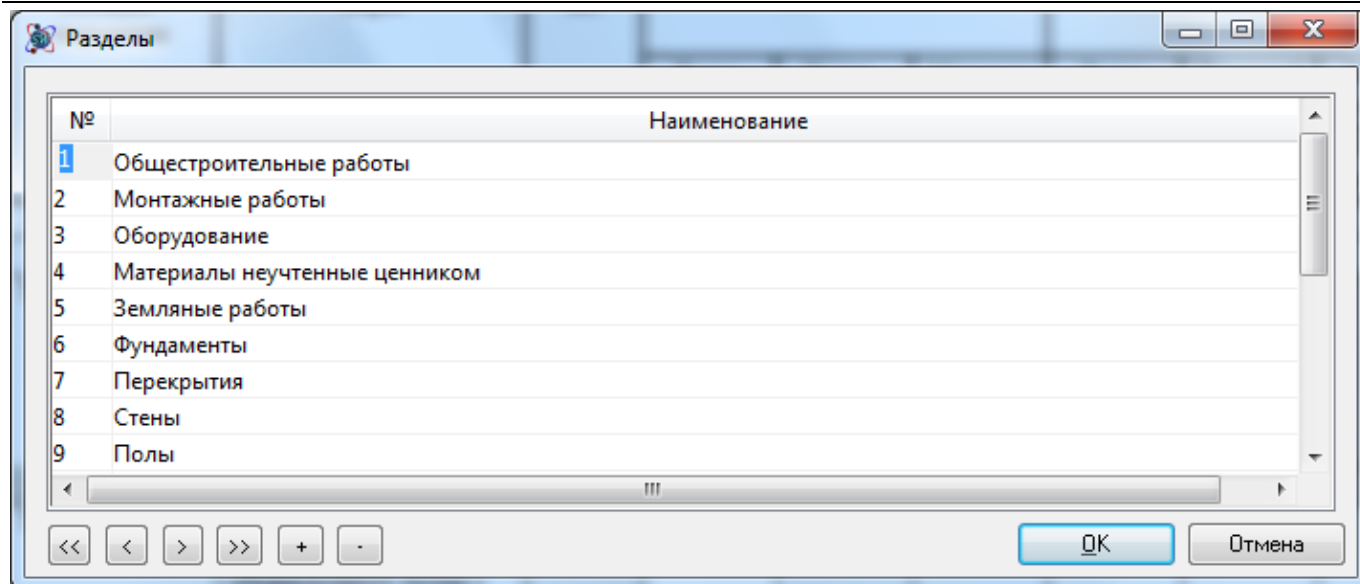 Разделы
№ Наименование
1 Общестроительные работы
2 Монтажные работы
3 Оборудование
4 Материалы неучтенные ценником
5 Земляные работы
6 Фундаменты
7 Перекрытия
8 Стены
9 Полы
<< < > >> + - OK Отмена